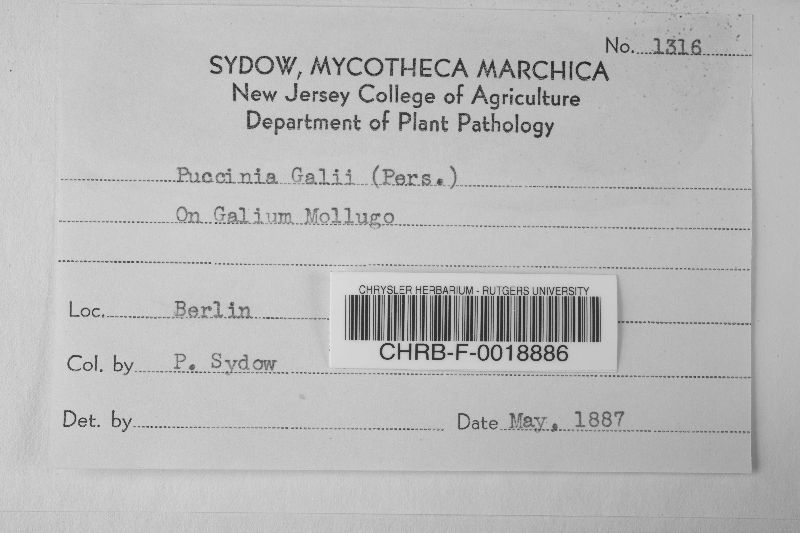 No. 1316
SYDOW, MYCOTHECA MARCHICA
New Jersey College of Agriculture
Department of Plant Pathology
Puccinia Galii (Pers.)
On Galium Mollugo
Loc. Berlin
CHRYSLER HERBARIUM - RUTGERS UNIVERSITY
CHRB-F-0018886
Col. by P. Sydow
Det. by
Date May, 1887